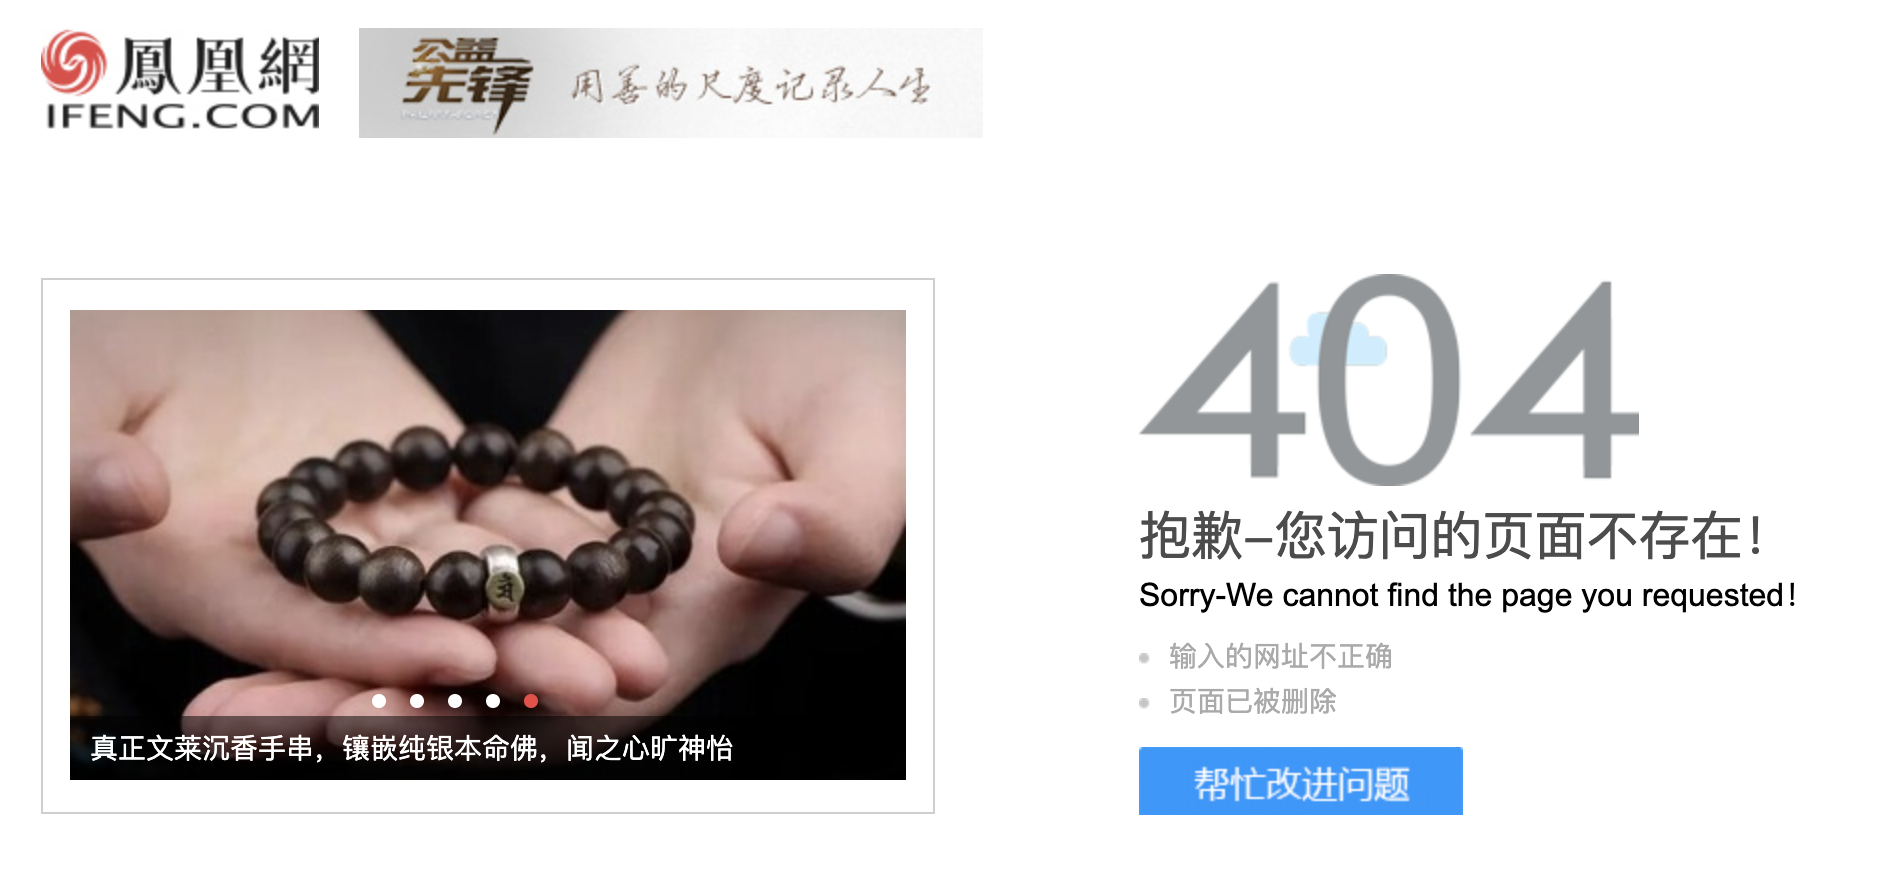 鳳凰網
IFENG.COM
公益
先锋
用善的尺度记录人生
真正文莱沉香手串，镶嵌纯银本命佛，闻之心旷神怡
404
抱歉–您访问的页面不存在！
Sorry-We cannot find the page you requested！
输入的网址不正确
页面已被删除
帮忙改进问题